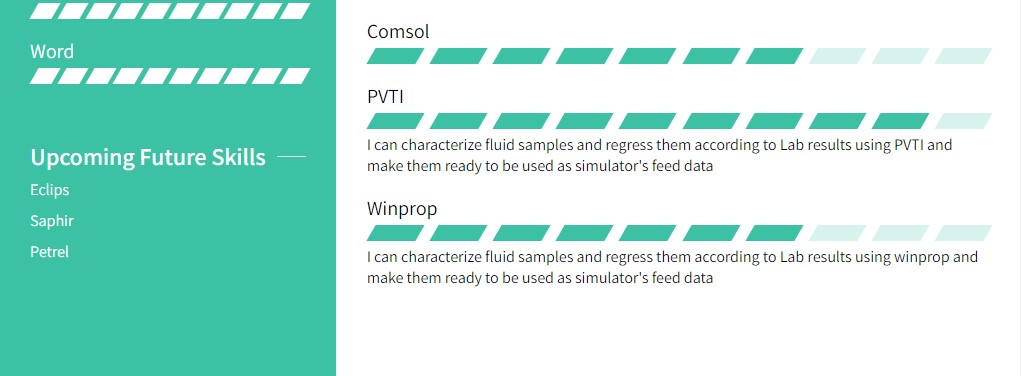 Word
Upcoming Future Skills
Eclips
Saphir
Petrel
Comsol
PVTI
I can characterize fluid samples and regress them according to Lab results using PVTI and
make them ready to be used as simulator's feed data
Winprop
I can characterize fluid samples and regress them according to Lab results using winprop and
make them ready to be used as simulator's feed data